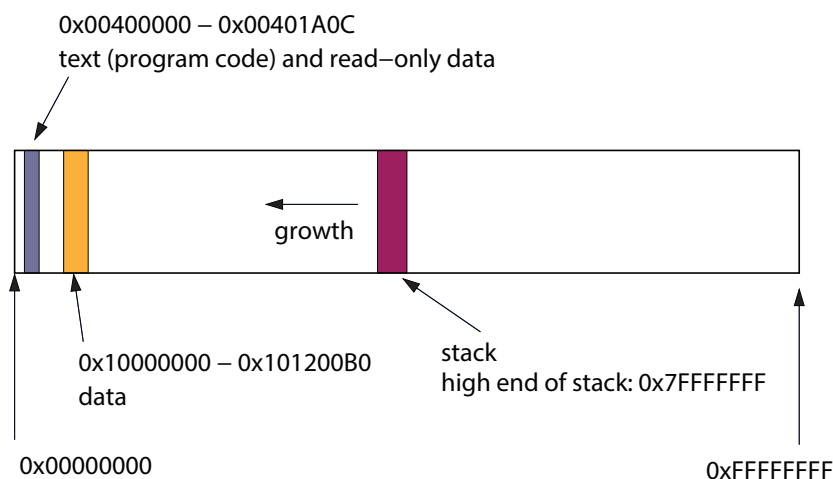 0x00400000 − 0x00401A0C
text (program code) and read−only data
growth
0x10000000 − 0x101200B0
data
stack
high end of stack: 0x7FFFFFFF
0x00000000
0xFFFFFFFF